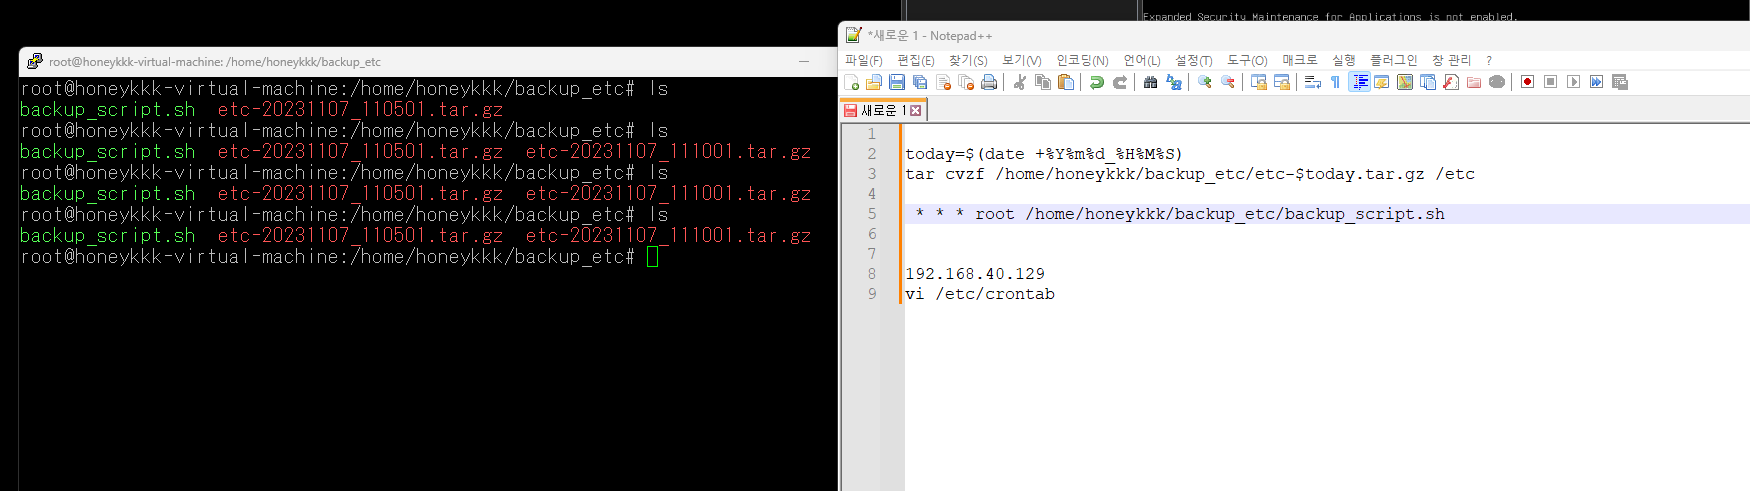 Expanded Security Maintenance for Applications is not enabled.
root@honeykkk-virtual-machine: /home/honeykkk/backup_etc
root@honeykkk-virtual-machine:/home/honeykkk/backup_etc# ls
backup_script.sh etc-20231107_110501.tar.gz
root@honeykkk-virtual-machine:/home/honeykkk/backup_etc# ls
backup_script.sh etc-20231107_110501.tar.gz etc-20231107_111001.tar.gz
root@honeykkk-virtual-machine:/home/honeykkk/backup_etc# ls
backup_script.sh etc-20231107_110501.tar.gz etc-20231107_111001.tar.gz
root@honeykkk-virtual-machine:/home/honeykkk/backup_etc# ls
backup_script.sh etc-20231107_110501.tar.gz etc-20231107_111001.tar.gz
root@honeykkk-virtual-machine:/home/honeykkk/backup_etc#
*새로운 1 - Notepad++
파일(F) 편집(E) 찾기(S) 보기(V) 인코딩(N) 언어(L) 설정(T) 도구(O) 매크로 실행 플러그인 창 관리 ?
새로운 1
1
2 today=$(date +%Y%m%d_%H%M%S)
3 tar cvzf /home/honeykkk/backup_etc/etc-$today.tar.gz /etc
4
5 * * * root /home/honeykkk/backup_etc/backup_script.sh
6
7
8 192.168.40.129
9 vi /etc/crontab